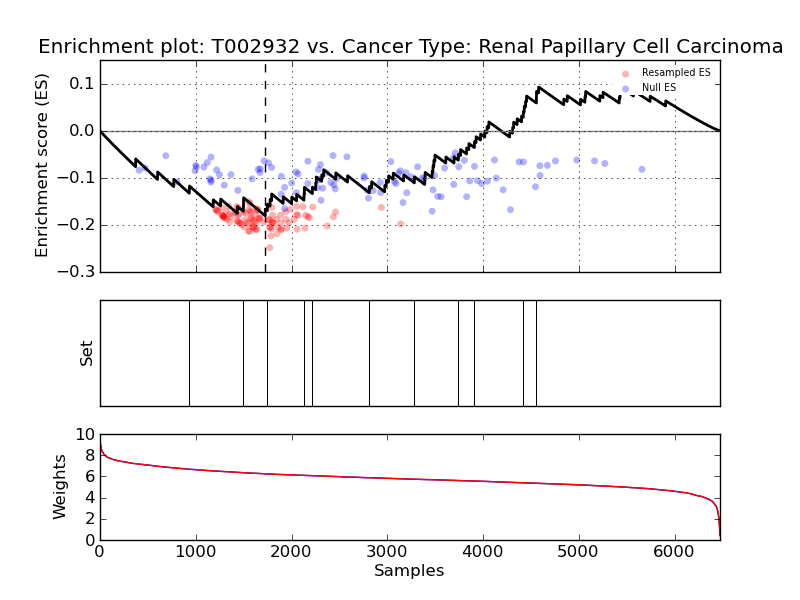 Enrichment plot: T002932 vs. Cancer Type: Renal Papillary Cell Carcinoma
Enrichment score (ES)
0.1
0.0
−0.1
−0.2
−0.3
Resampled ES
Null ES
Set
Weights
10
8
6
4
2
0
0 1000 2000 3000 4000 5000 6000
Samples